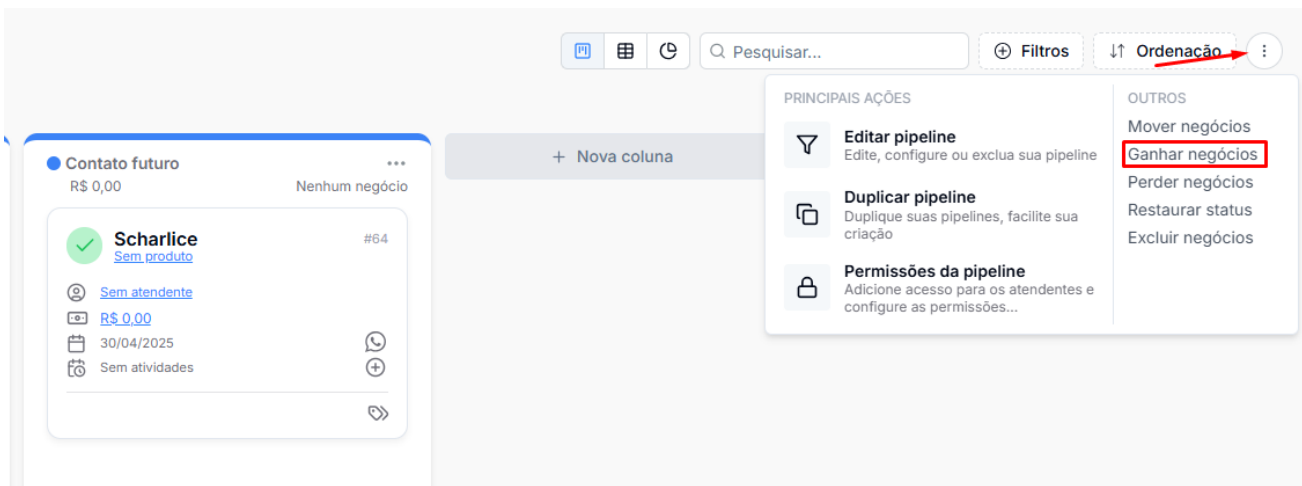 Pesquisar...
Filtros
Ordenação
Contato futuro
R$ 0,00
Nenhum negócio
Scharlice
#64
Sem produto
Sem atendente
R$ 0,00
30/04/2025
Sem atividades
+ Nova coluna
PRINCIPAIS AÇÕES
Editar pipeline
Edite, configure ou exclua sua pipeline
Duplicar pipeline
Duplique suas pipelines, facilite sua
criação
Permissões da pipeline
Adicione acesso para os atendentes e
configure as permissões...
OUTROS
Mover negócios
Ganhar negócios
Perder negócios
Restaurar status
Excluir negócios